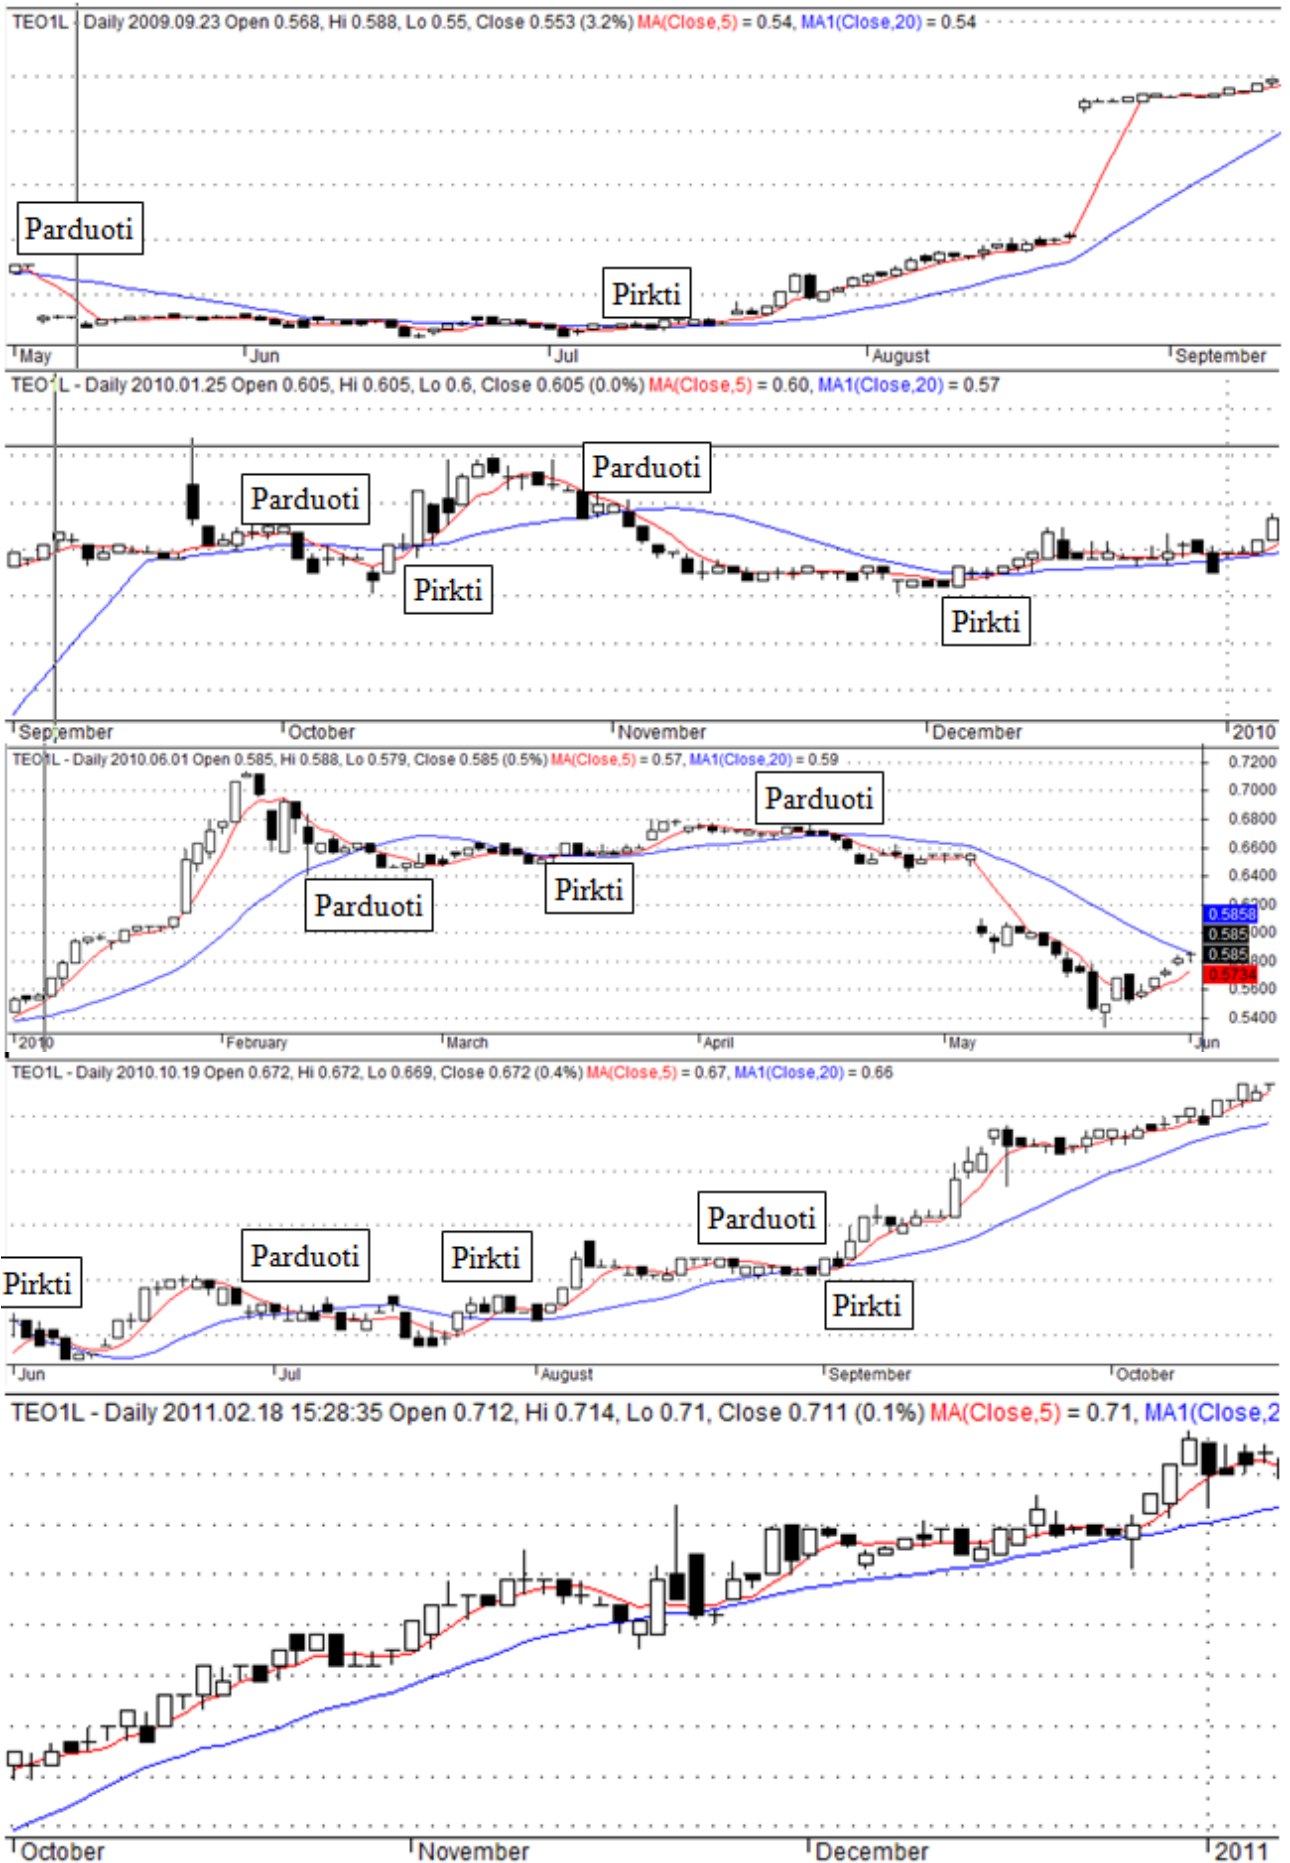 TEO1L - Daily 2009.09.23 Open 0.568, Hi 0.588, Lo 0.55, Close 0.553 (3.2%) MA(Close,5) = 0.54, MA1(Close,20) = 0.54
Parduoti
Pirkti
May Jun Jul August September
TEO1L - Daily 2010.01.25 Open 0.605, Hi 0.605, Lo 0.6, Close 0.605 (0.0%) MA(Close,5) = 0.60, MA1(Close,20) = 0.57
Parduoti
Parduoti
Pirkti
Pirkti
September October November December 2010
TEO1L - Daily 2010.06.01 Open 0.585, Hi 0.588, Lo 0.579, Close 0.585 (0.5%) MA(Close,5) = 0.57, MA1(Close,20) = 0.59
0.7200
0.7000
Parduoti
0.6800
0.6600
0.6400
Pirkti
Parduoti
0.5858
0.585
0.585
0.5734
0.5600
0.5400
2010 February March April May Jun
TEO1L - Daily 2010.10.19 Open 0.672, Hi 0.672, Lo 0.669, Close 0.672 (0.4%) MA(Close,5) = 0.67, MA1(Close,20) = 0.66
Parduoti
Parduoti
Pirkti
Pirkti
Pirkti
Jun Jul August September October
TEO1L - Daily 2011.02.18 15:28:35 Open 0.712, Hi 0.714, Lo 0.71, Close 0.711 (0.1%) MA(Close,5) = 0.71, MA1(Close,2
October November December 2011